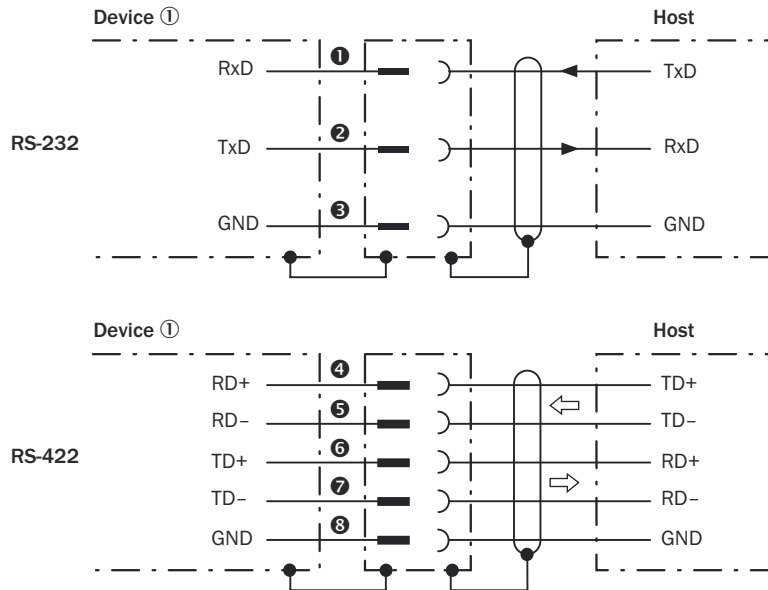 Device ① Host
RxD ❶ TxD
RS-232 TxD ❷ RxD
GND ❸ GND
Device ① Host
RD+ ❹ TD+
RD– ❺ TD–
RS-422 TD+ ❻ RD+
TD– ❼ RD–
GND ❽ GND